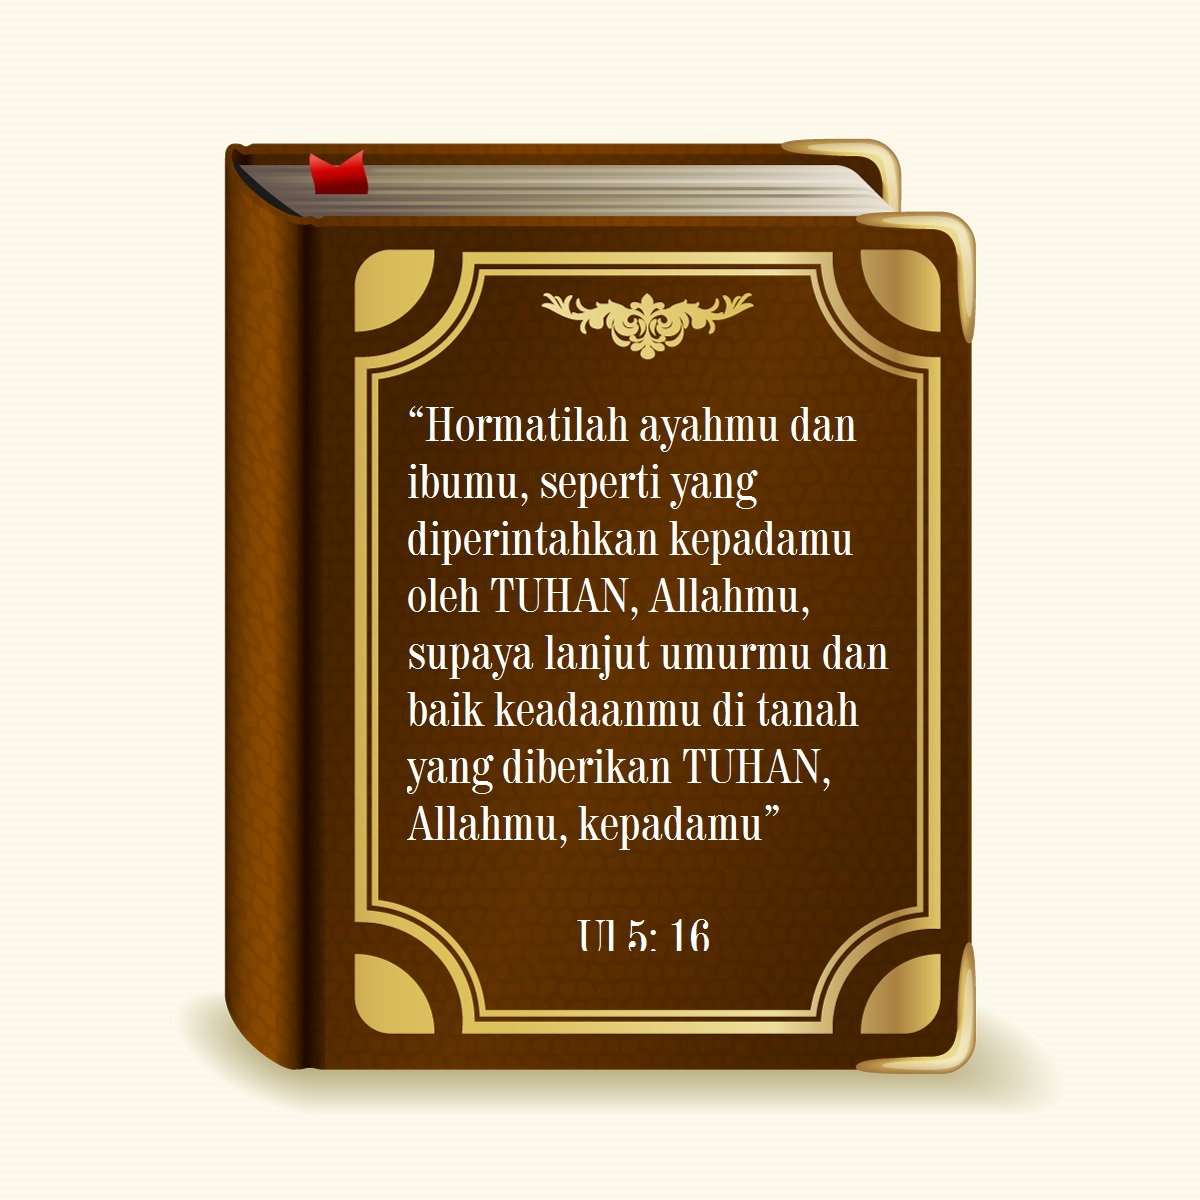 “Hormatilah ayahmu dan
ibumu, seperti yang
diperintahkan kepadamu
oleh TUHAN, Allahmu,
supaya lanjut umurmu dan
baik keadaanmu di tanah
yang diberikan TUHAN,
Allahmu, kepadamu”
Ul 5: 16